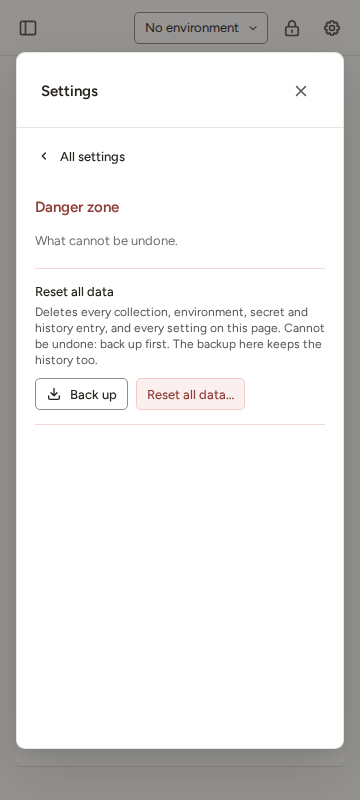 No environment
Settings
All settings
Danger zone
What cannot be undone.
Reset all data
Deletes every collection, environment, secret and
history entry, and every setting on this page. Cannot
be undone: back up first. The backup here keeps the
history too.
Back up
Reset all data...